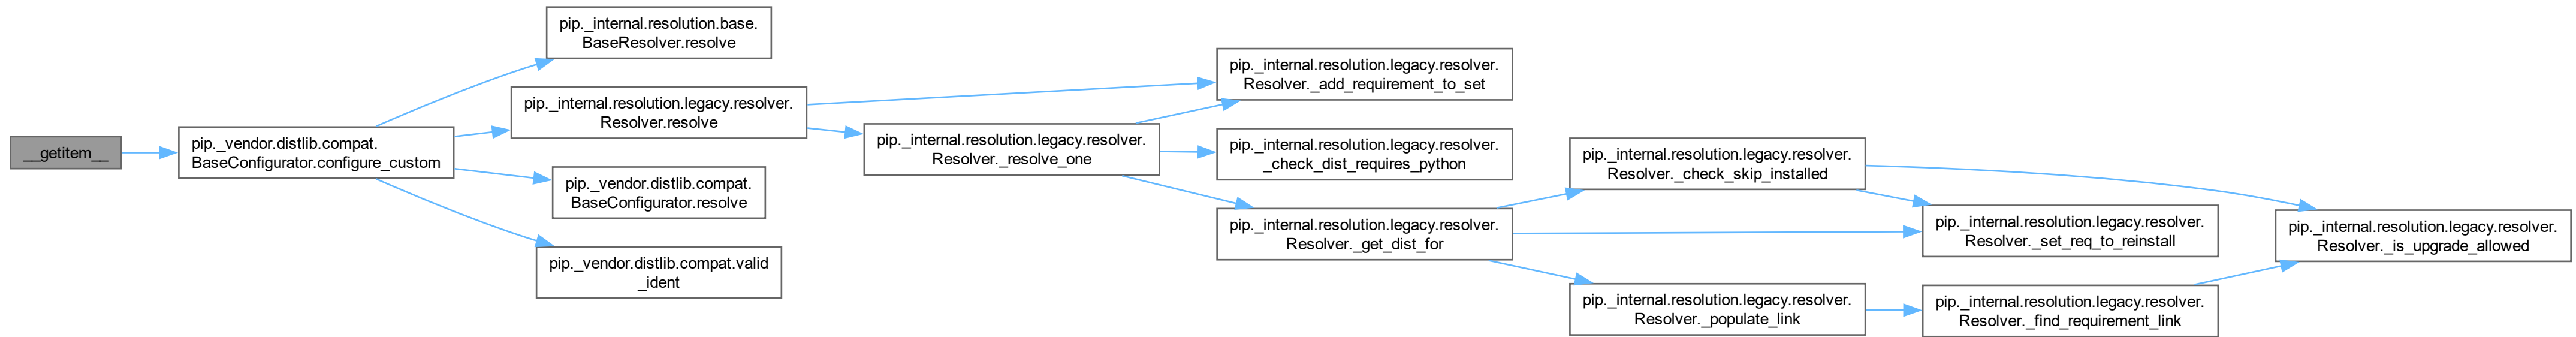 __getitem__
pip._vendor.distlib.compat.
BaseConfigurator.configure_custom
pip._internal.resolution.base.
BaseResolver.resolve
pip._internal.resolution.legacy.resolver.
Resolver.resolve
pip._vendor.distlib.compat.
BaseConfigurator.resolve
pip._vendor.distlib.compat.valid
_ident
pip._internal.resolution.legacy.resolver.
Resolver._resolve_one
pip._internal.resolution.legacy.resolver.
Resolver._add_requirement_to_set
pip._internal.resolution.legacy.resolver.
_check_dist_requires_python
pip._internal.resolution.legacy.resolver.
Resolver._get_dist_for
pip._internal.resolution.legacy.resolver.
Resolver._check_skip_installed
pip._internal.resolution.legacy.resolver.
Resolver._populate_link
pip._internal.resolution.legacy.resolver.
Resolver._set_req_to_reinstall
pip._internal.resolution.legacy.resolver.
Resolver._find_requirement_link
pip._internal.resolution.legacy.resolver.
Resolver._is_upgrade_allowed